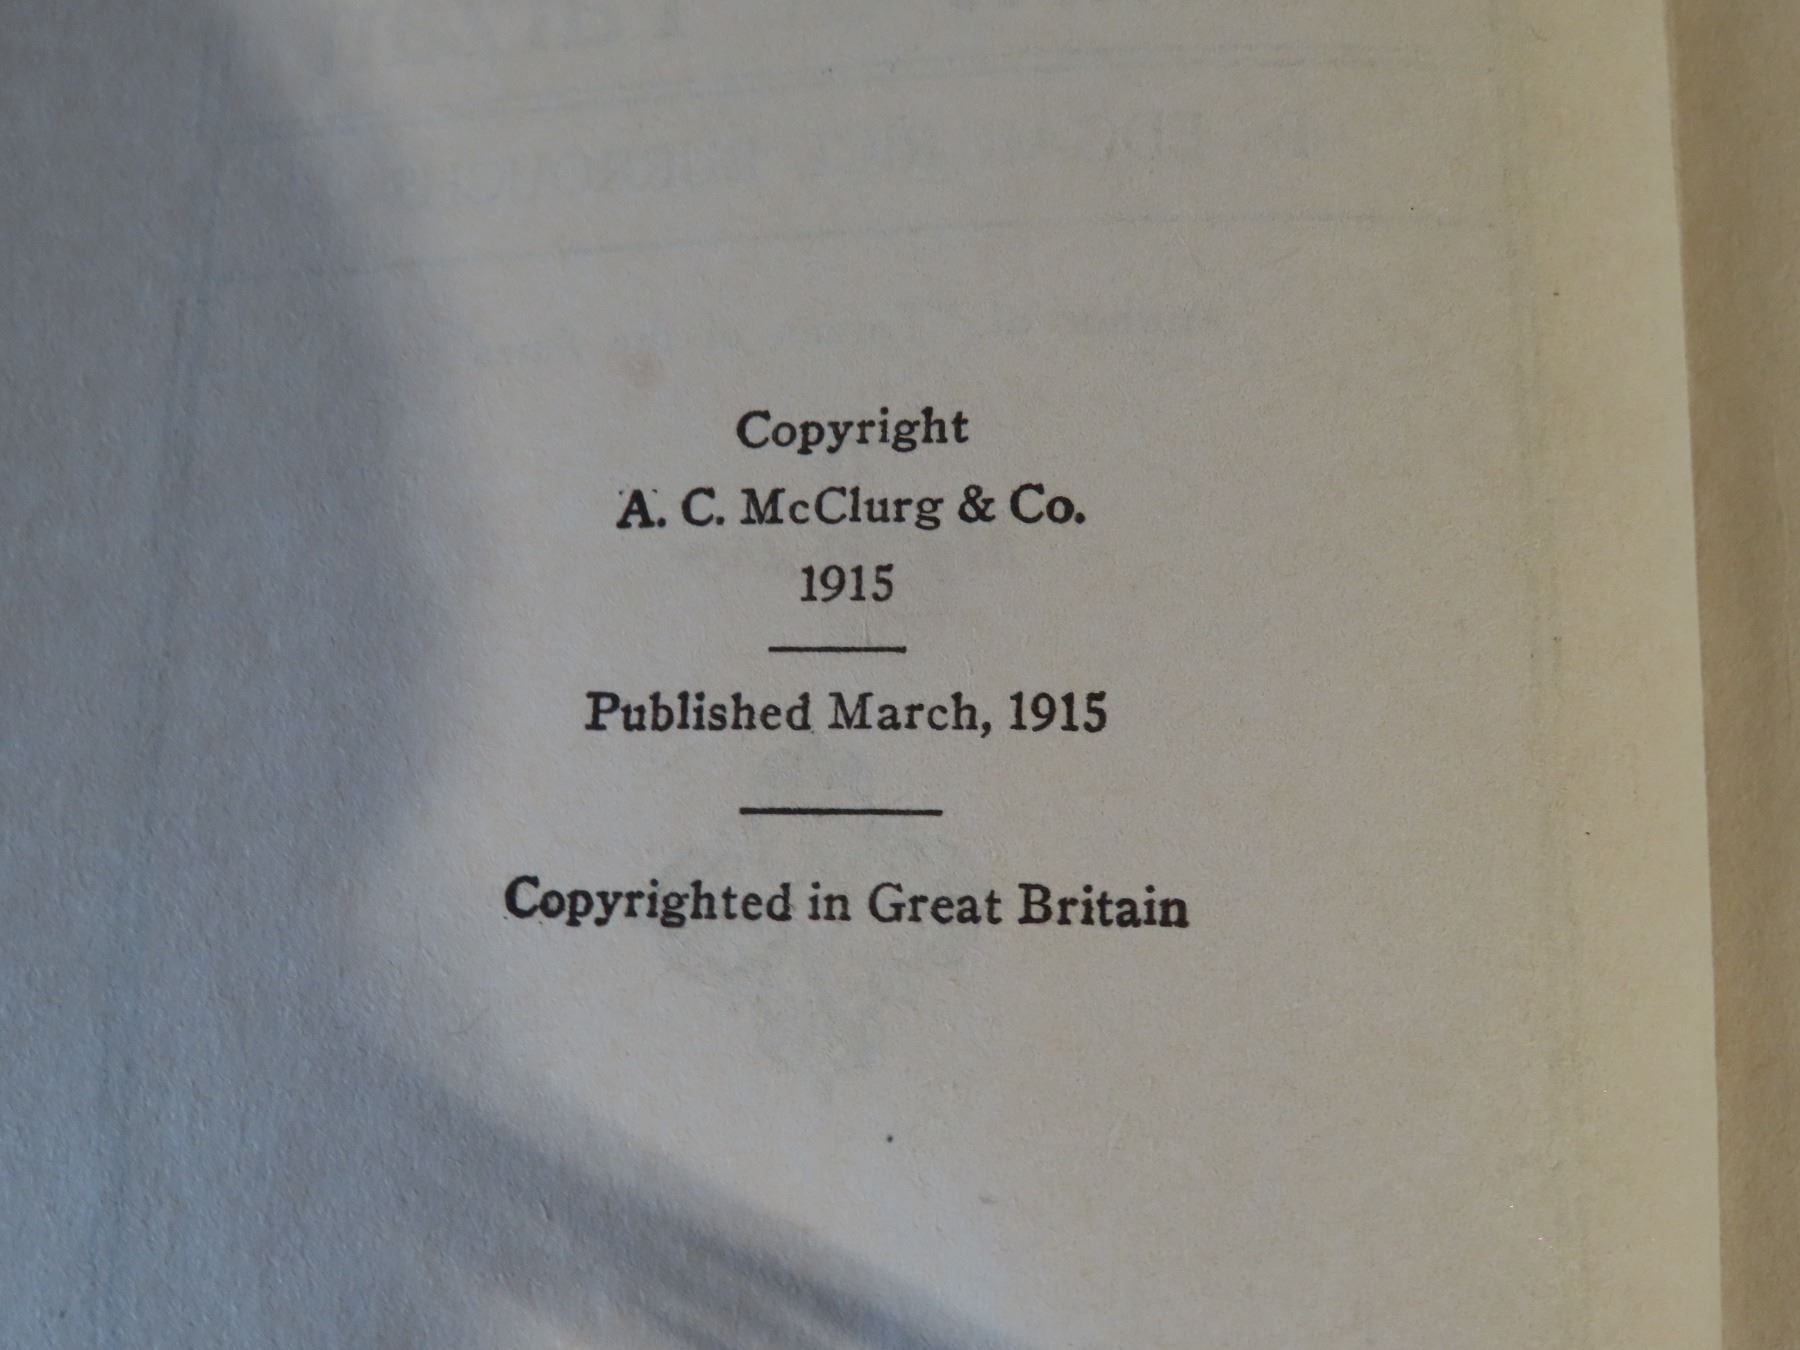 Copyright
A. C. McClurg & Co.
1915
Published March, 1915
Copyrighted in Great Britain